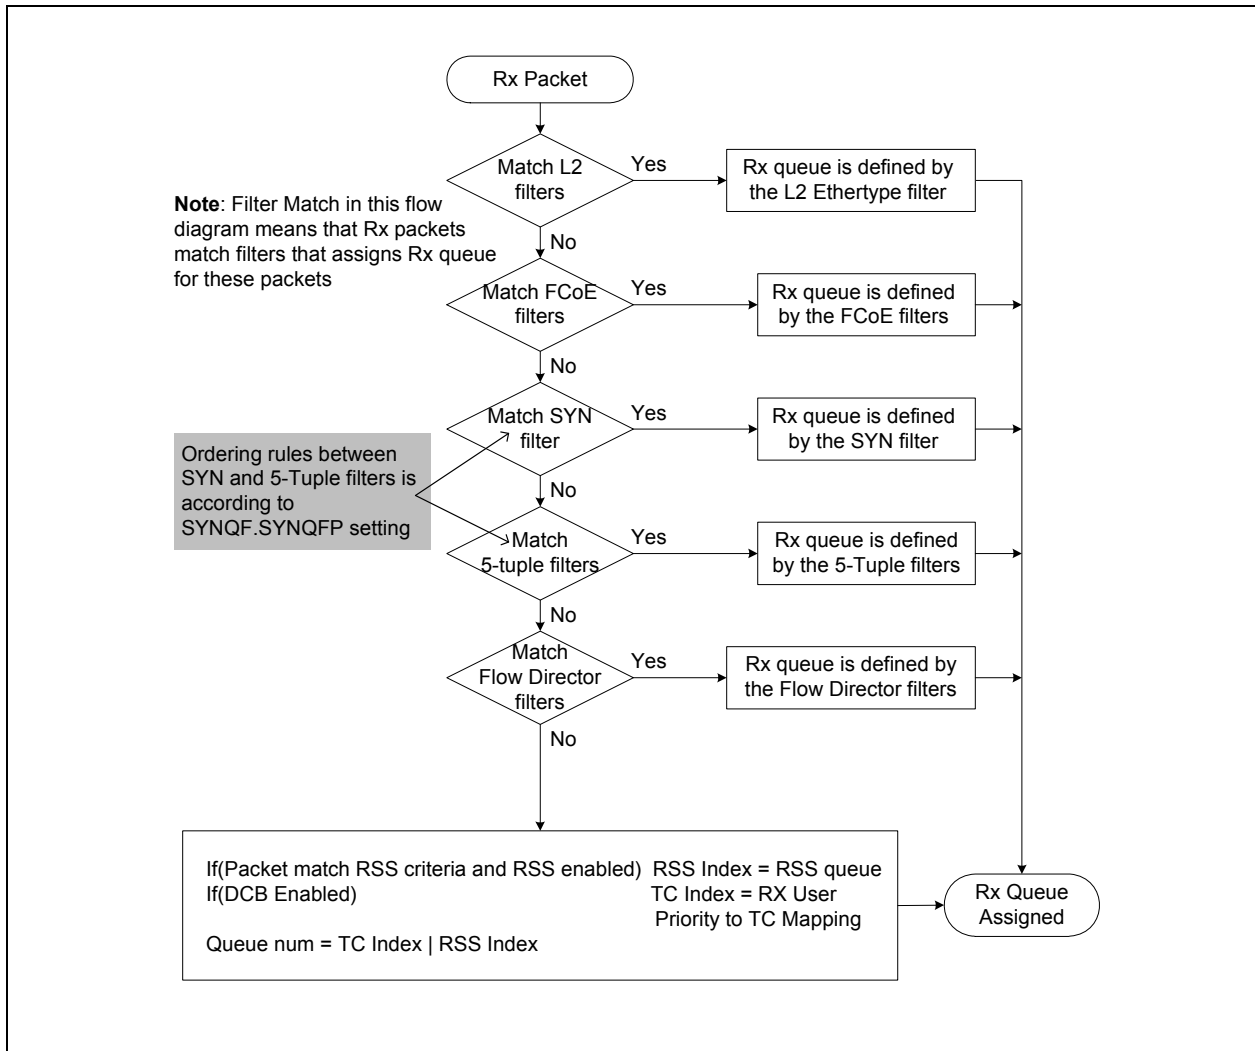 Rx Packet
Match L2
filters
Yes
Rx queue is defined by
the L2 Ethertype filter
Note: Filter Match in this flow
diagram means that Rx packets
match filters that assigns Rx queue
for these packets
No
Match FCoE
filters
Yes
Rx queue is defined
by the FCoE filters
No
Match SYN
filter
Yes
Rx queue is defined
by the SYN filter
Ordering rules between
SYN and 5-Tuple filters is
according to
SYNQF.SYNQFP setting
No
Match
5-tuple filters
Yes
Rx queue is defined
by the 5-Tuple filters
No
Match
Flow Director
filters
Yes
Rx queue is defined by
the Flow Director filters
No
If(Packet match RSS criteria and RSS enabled) RSS Index = RSS queue
If(DCB Enabled) TC Index = RX User
Priority to TC Mapping
Queue num = TC Index | RSS Index
Rx Queue
Assigned